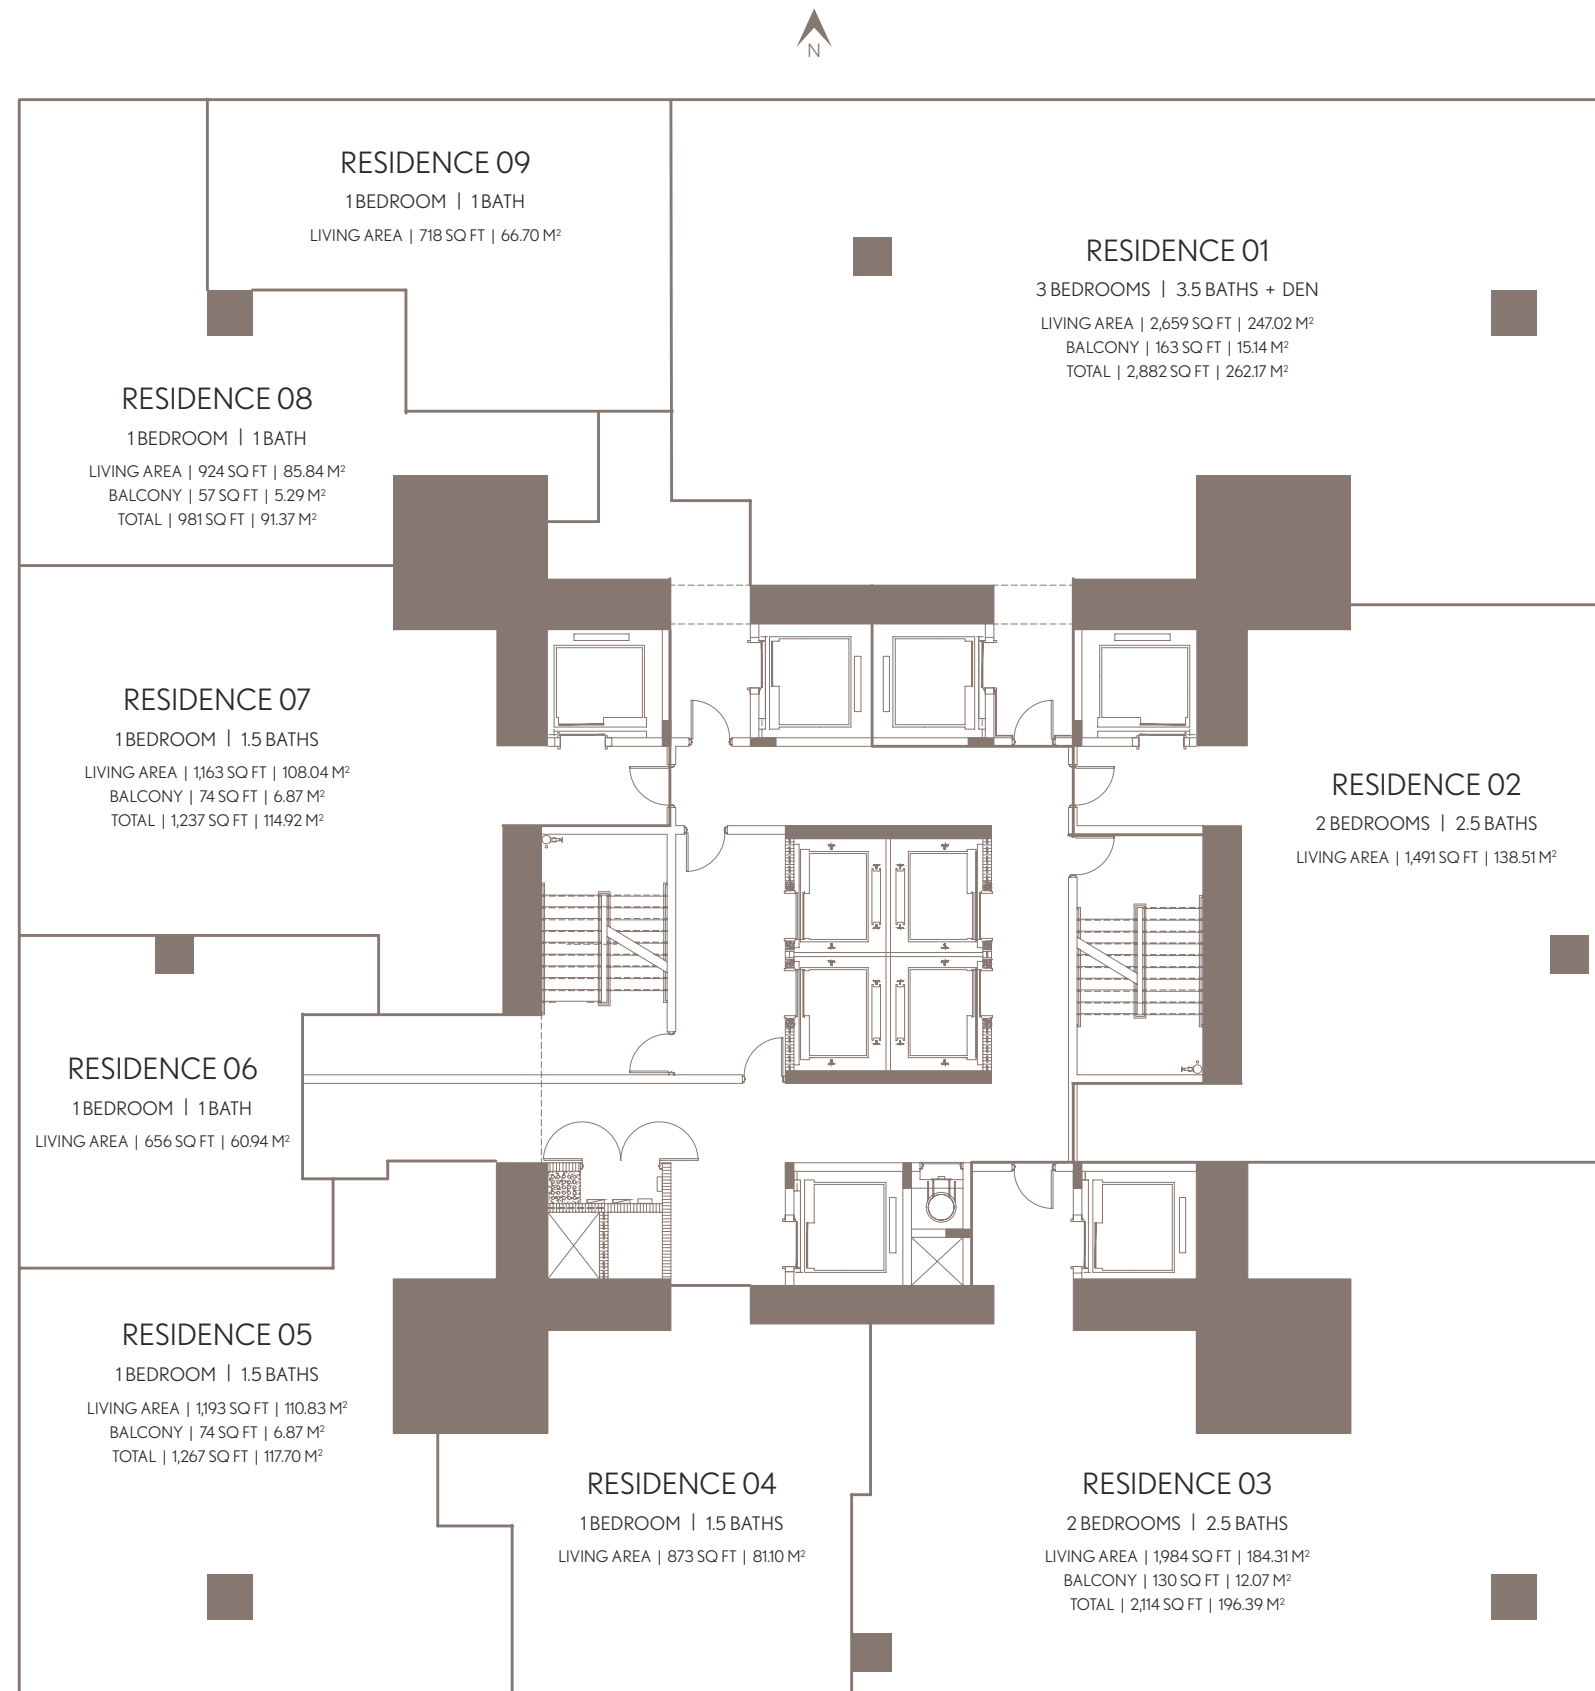 N
RESIDENCE 09
1 BEDROOM | 1 BATH
LIVING AREA | 718 SQ FT | 66.70 M²
RESIDENCE 01
3 BEDROOMS | 3.5 BATHS + DEN
LIVING AREA | 2,659 SQ FT | 247.02 M²
BALCONY | 163 SQ FT | 15.14 M²
TOTAL | 2,882 SQ FT | 262.17 M²
RESIDENCE 08
1 BEDROOM | 1 BATH
LIVING AREA | 924 SQ FT | 85.84 M²
BALCONY | 57 SQ FT | 5.29 M²
TOTAL | 981 SQ FT | 91.37 M²
RESIDENCE 07
1 BEDROOM | 1.5 BATHS
LIVING AREA | 1,163 SQ FT | 108.04 M²
BALCONY | 74 SQ FT | 6.87 M²
TOTAL | 1,237 SQ FT | 114.92 M²
RESIDENCE 02
2 BEDROOMS | 2.5 BATHS
LIVING AREA | 1,491 SQ FT | 138.51 M²
RESIDENCE 06
1 BEDROOM | 1 BATH
LIVING AREA | 656 SQ FT | 60.94 M²
RESIDENCE 05
1 BEDROOM | 1.5 BATHS
LIVING AREA | 1,193 SQ FT | 110.83 M²
BALCONY | 74 SQ FT | 6.87 M²
TOTAL | 1,267 SQ FT | 117.70 M²
RESIDENCE 04
1 BEDROOM | 1.5 BATHS
LIVING AREA | 873 SQ FT | 81.10 M²
RESIDENCE 03
2 BEDROOMS | 2.5 BATHS
LIVING AREA | 1,984 SQ FT | 184.31 M²
BALCONY | 130 SQ FT | 12.07 M²
TOTAL | 2,114 SQ FT | 196.39 M²